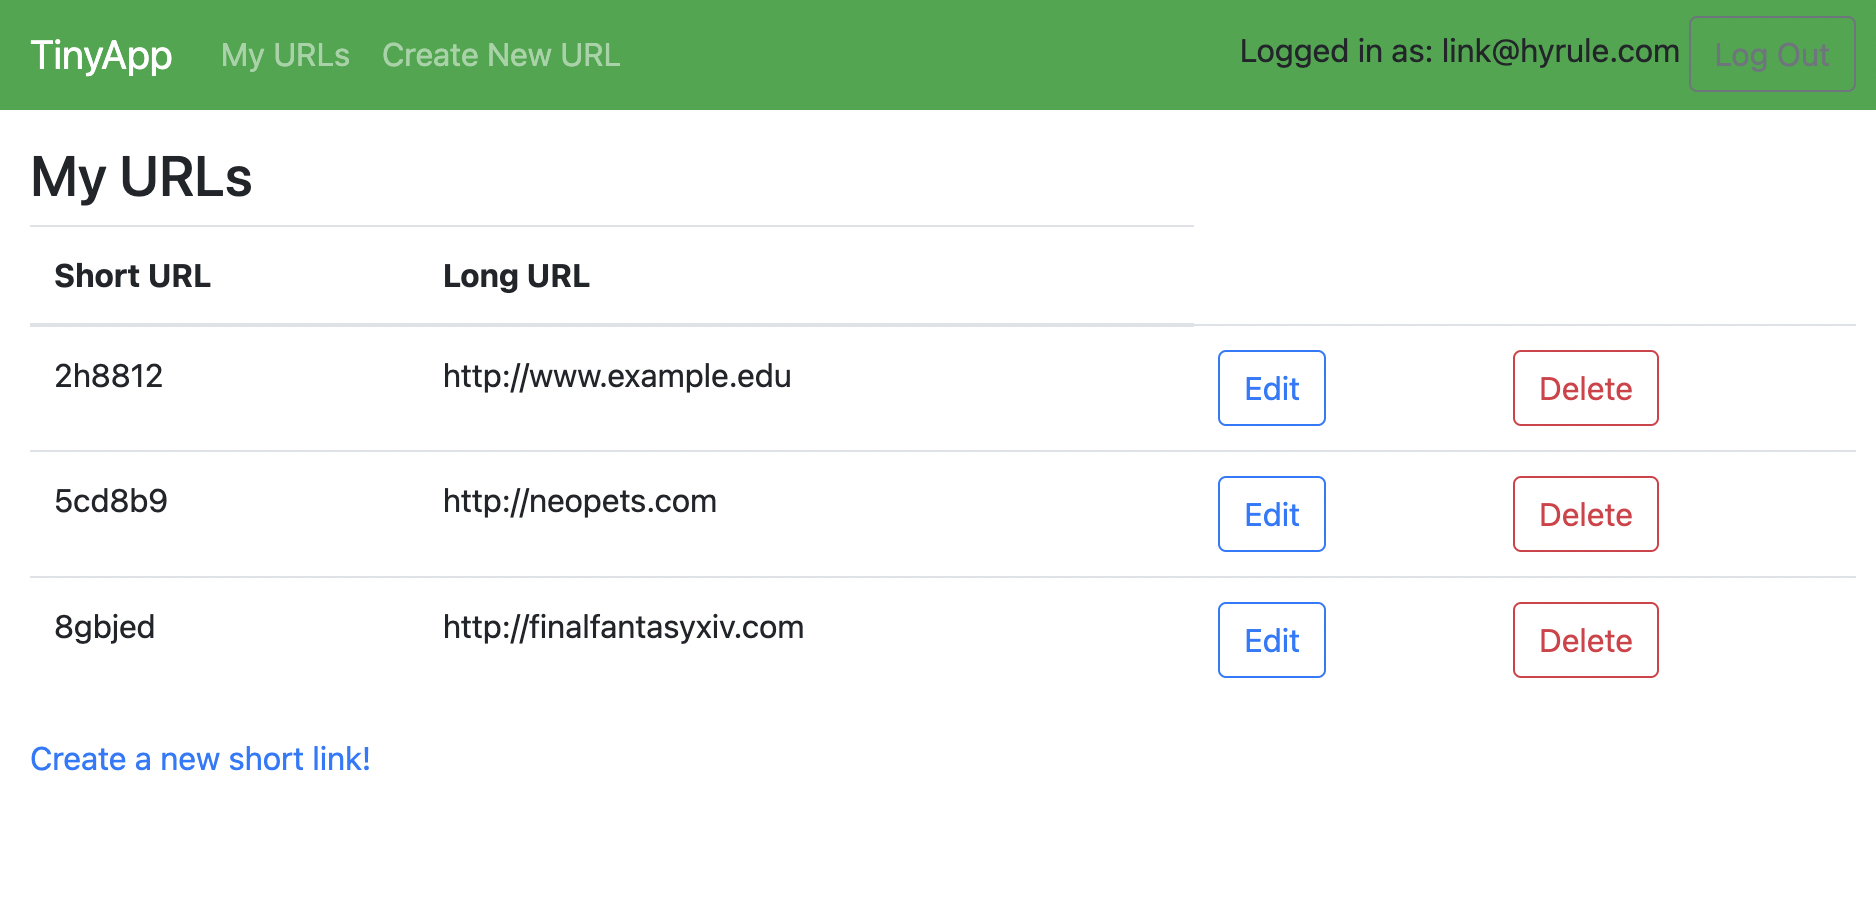 TinyApp My URLs Create New URL Logged in as: link@hyrule.com Log Out
My URLs
Short URL Long URL
2h8812 http://www.example.edu Edit Delete
5cd8b9 http://neopets.com Edit Delete
8gbjed http://finalfantasyxiv.com Edit Delete
Create a new short link!